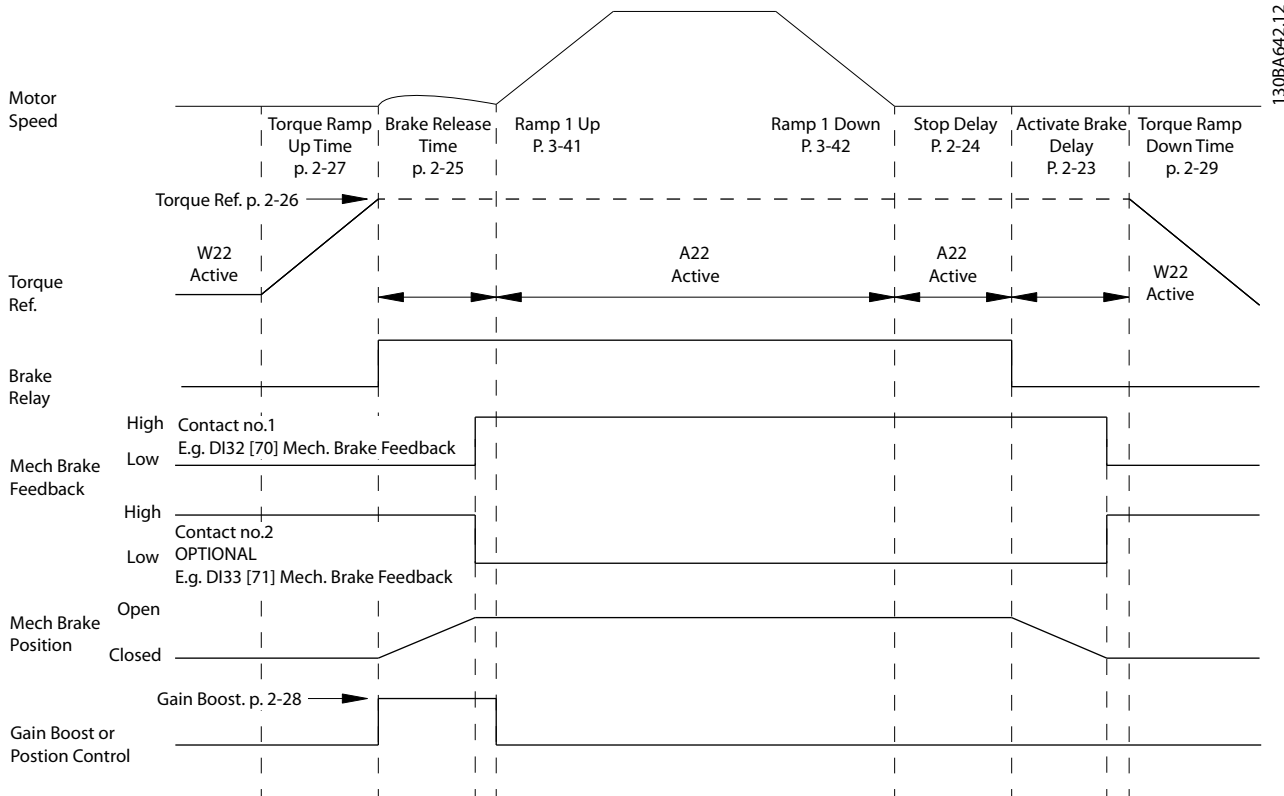 130BA642.12
Motor
Speed
Torque Ramp
Up Time
p. 2-27
Brake Release
Time
p. 2-25
Ramp 1 Up
P. 3-41
Ramp 1 Down
P. 3-42
Stop Delay
P. 2-24
Activate Brake
Delay
P. 2-23
Torque Ramp
Down Time
p. 2-29
Torque Ref. p. 2-26
W22
Active
A22
Active
A22
Active
W22
Active
Torque
Ref.
Brake
Relay
High
Contact no.1
E.g. DI32 [70] Mech. Brake Feedback
Low
Mech Brake
Feedback
High
Contact no.2
Low
OPTIONAL
E.g. DI33 [71] Mech. Brake Feedback
Open
Mech Brake
Position
Closed
Gain Boost. p. 2-28
Gain Boost or
Postion Control